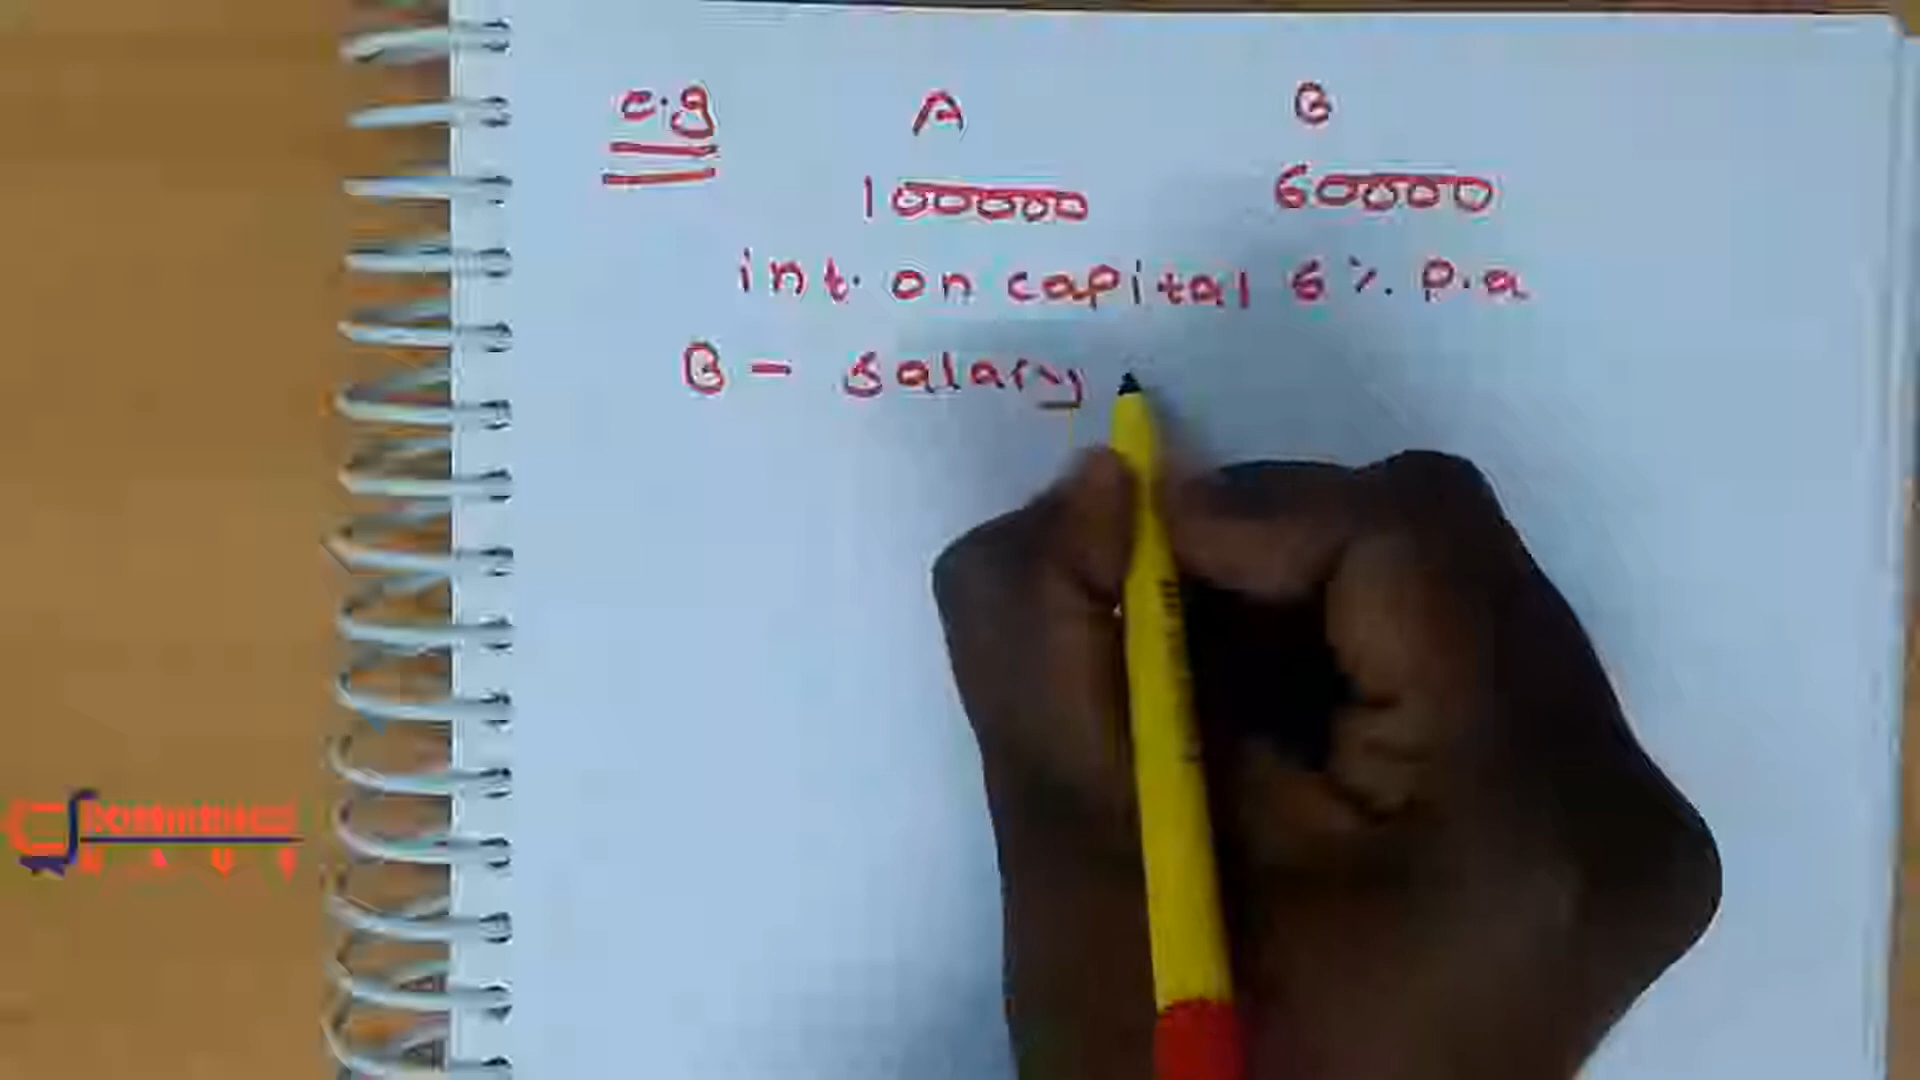 e.g A B
100000 60000
int. on capital 6%. p.a
B - Salary